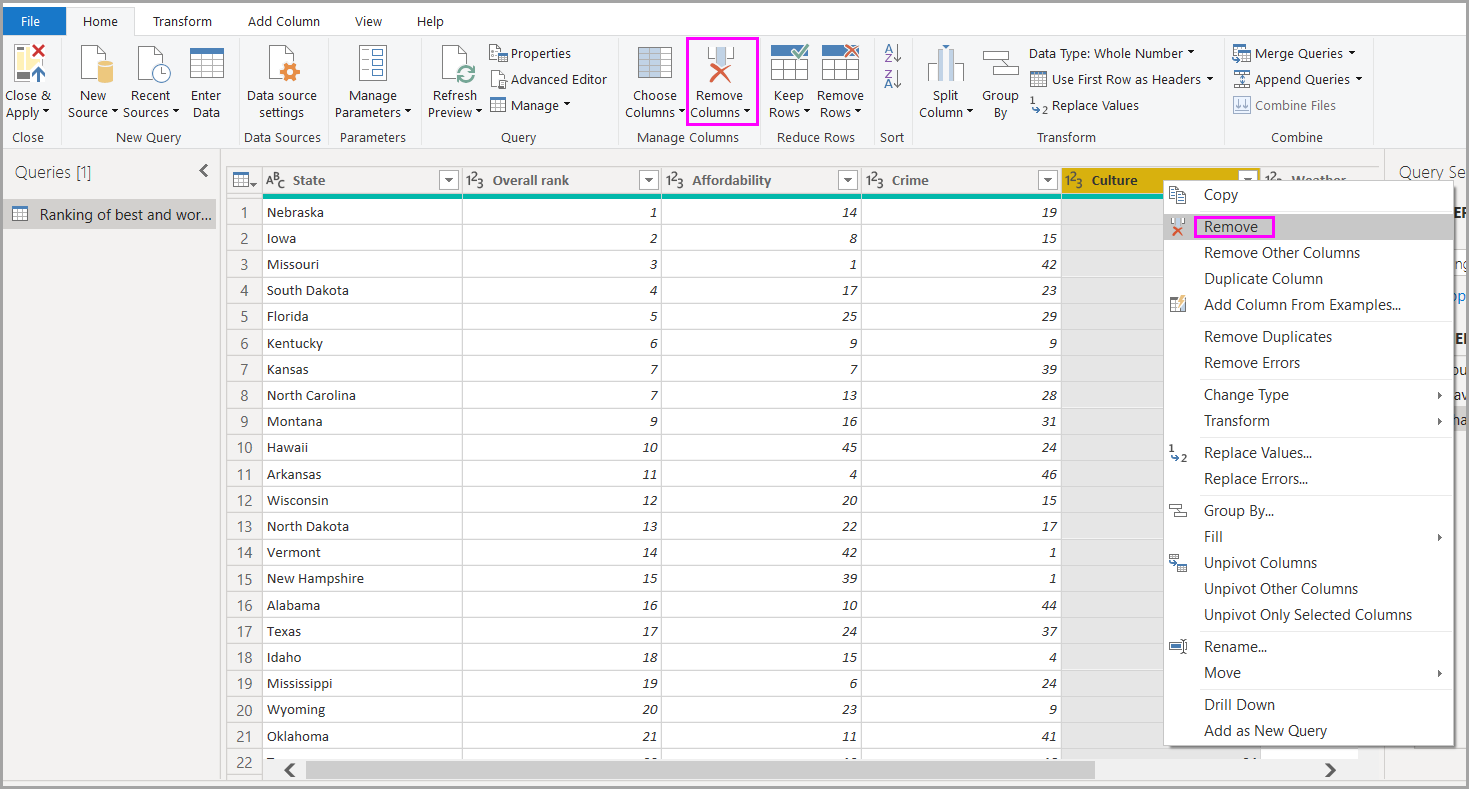 File Home Transform Add Column View Help
Close & Apply
New Source
Recent Sources
Enter Data
Data source settings
Manage Parameters
Refresh Preview
Properties
Advanced Editor
Manage
Choose Columns
Remove Columns
Keep Rows
Remove Rows
Split Column
Group By
Data Type: Whole Number
Use First Row as Headers
Replace Values
Merge Queries
Append Queries
Combine Files
Close New Query Data Sources Parameters Query Manage Columns Reduce Rows Sort Transform Combine
Queries [1]
Ranking of best and wor...
State Overall rank Affordability Crime Culture
1 Nebraska 1 14 19
2 Iowa 2 8 15
3 Missouri 3 1 42
4 South Dakota 4 17 23
5 Florida 5 25 29
6 Kentucky 6 9 9
7 Kansas 7 7 39
8 North Carolina 7 13 28
9 Montana 9 16 31
10 Hawaii 10 45 24
11 Arkansas 11 4 46
12 Wisconsin 12 20 15
13 North Dakota 13 22 17
14 Vermont 14 42 1
15 New Hampshire 15 39 1
16 Alabama 16 10 44
17 Texas 17 24 37
18 Idaho 18 15 4
19 Mississippi 19 6 24
20 Wyoming 20 23 9
21 Oklahoma 21 11 41
22
Query Se
Copy
Remove
Remove Other Columns
Duplicate Column
Add Column From Examples...
Remove Duplicates
Remove Errors
Change Type
Transform
Replace Values...
Replace Errors...
Group By...
Fill
Unpivot Columns
Unpivot Other Columns
Unpivot Only Selected Columns
Rename...
Move
Drill Down
Add as New Query